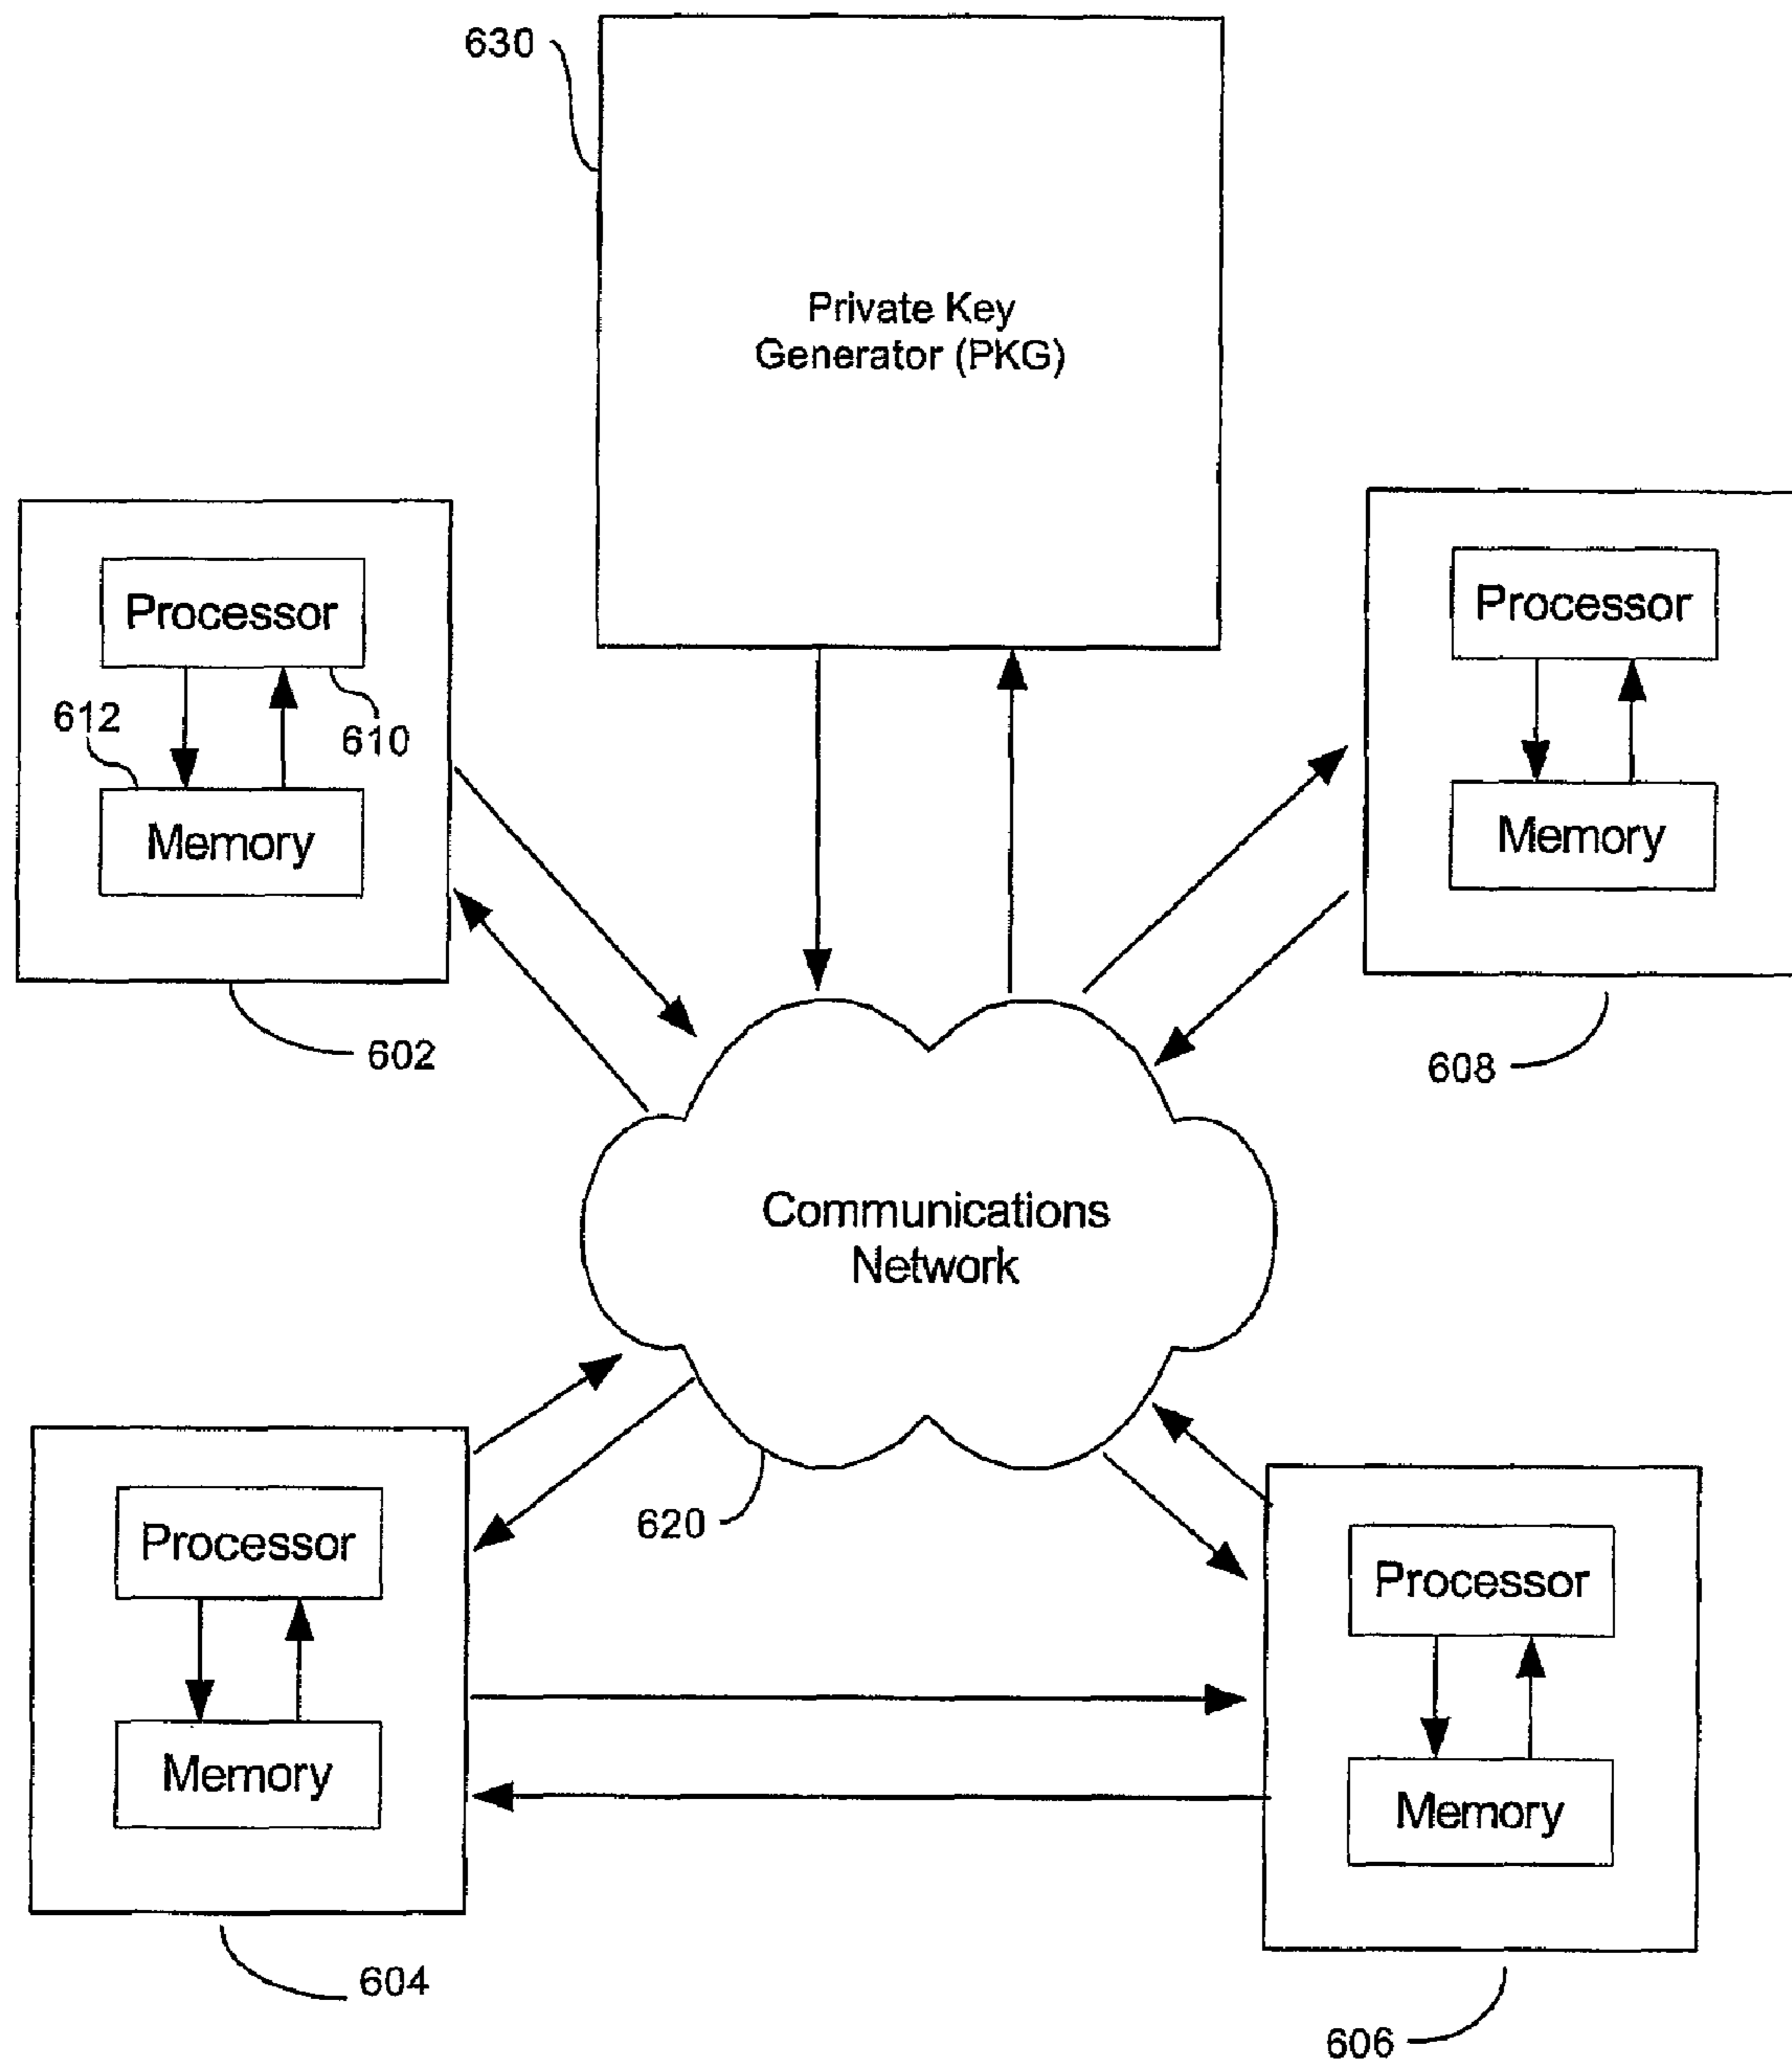 630
Private Key
Generator (PKG)
Processor
612
610
Memory
602
Processor
Memory
608
Communications
Network
620
Processor
Memory
604
Processor
Memory
606